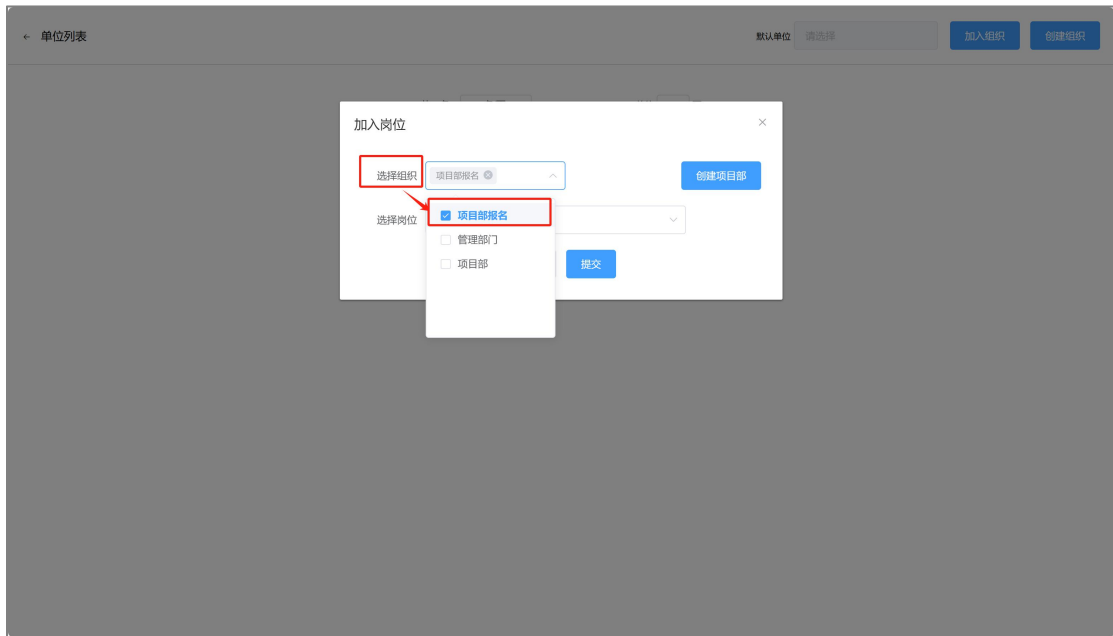 ← 单位列表
默认单位 请选择 加入组织 创建组织
加入岗位
选择组织 项目部报名 创建项目部
选择岗位
项目部报名
管理部门
项目部
提交